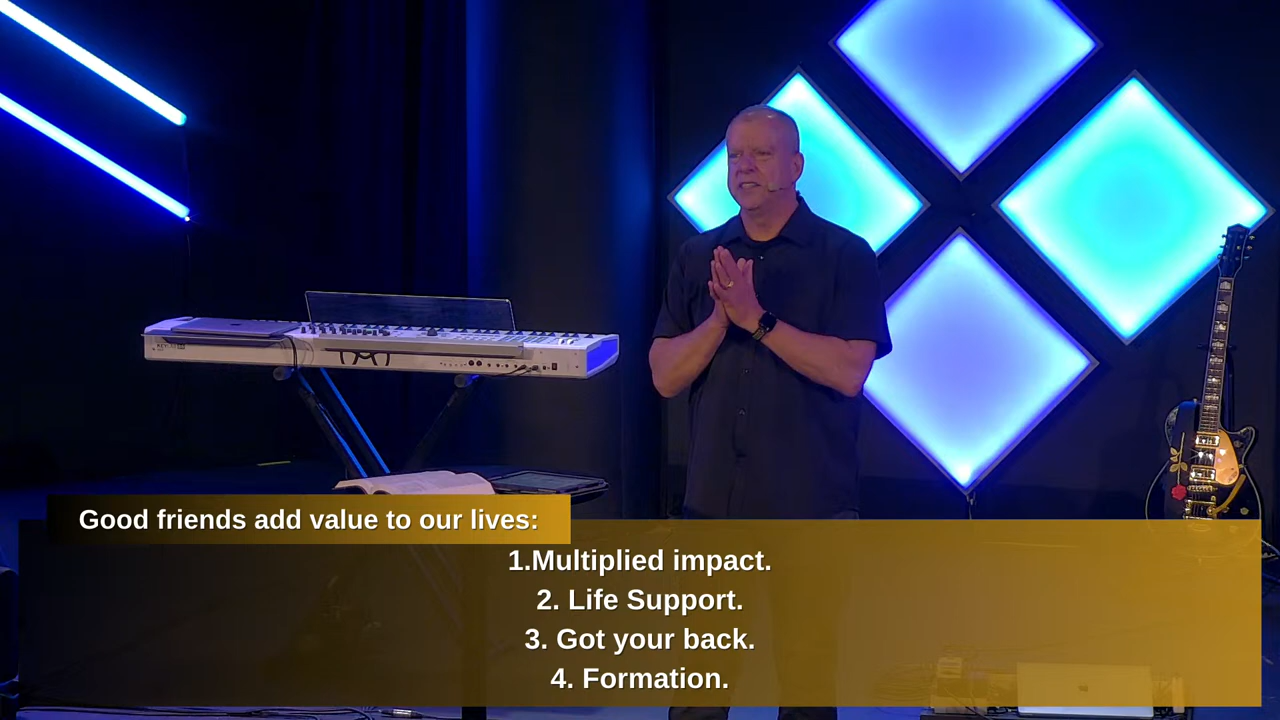 Good friends add value to our lives:
1.Multiplied impact.
2. Life Support.
3. Got your back.
4. Formation.